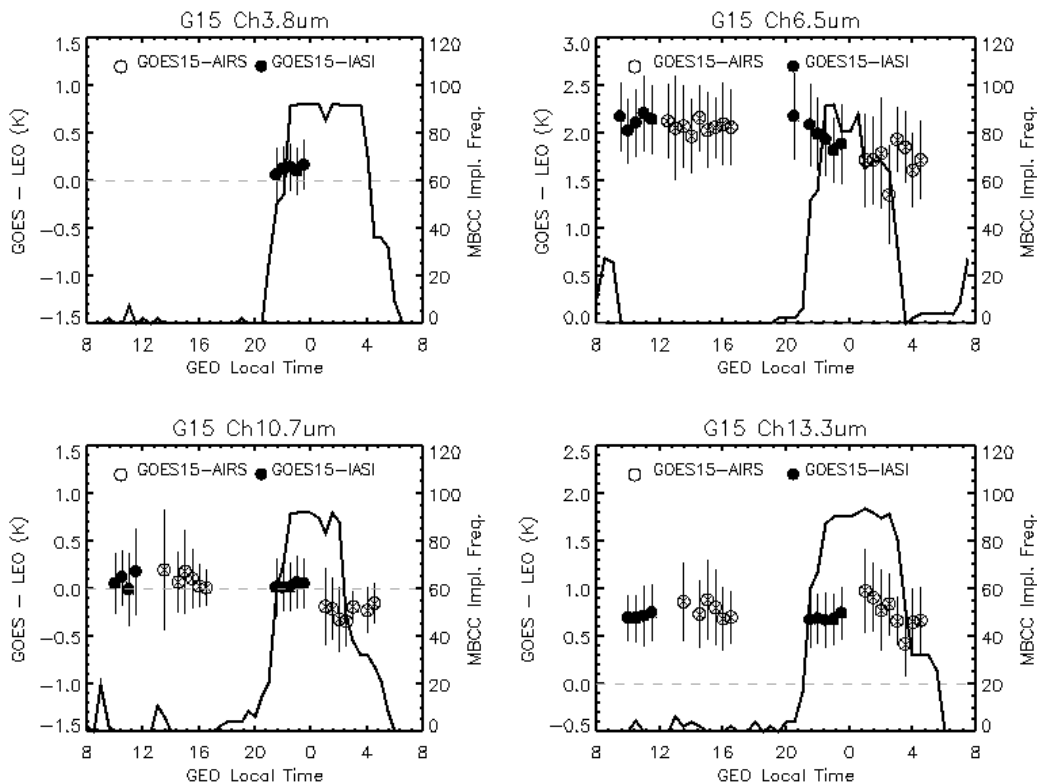 G15 Ch3.8um
GOES15-AIRS GOES15-IASI
1.5
1.0
0.5
0.0
-0.5
-1.0
-1.5
GOES - LEO (K)
120
100
80
60
40
20
0
MBCC Impl. Freq.
8 12 16 20 0 4 8
GEO Local Time
G15 Ch6.5um
GOES15-AIRS GOES15-IASI
3.0
2.5
2.0
1.5
1.0
0.5
0.0
GOES - LEO (K)
120
100
80
60
40
20
0
MBCC Impl. Freq.
8 12 16 20 0 4 8
GEO Local Time
G15 Ch10.7um
GOES15-AIRS GOES15-IASI
1.5
1.0
0.5
0.0
-0.5
-1.0
-1.5
GOES - LEO (K)
120
100
80
60
40
20
0
MBCC Impl. Freq.
8 12 16 20 0 4 8
GEO Local Time
G15 Ch13.3um
GOES15-AIRS GOES15-IASI
2.5
2.0
1.5
1.0
0.5
0.0
-0.5
GOES - LEO (K)
120
100
80
60
40
20
0
MBCC Impl. Freq.
8 12 16 20 0 4 8
GEO Local Time